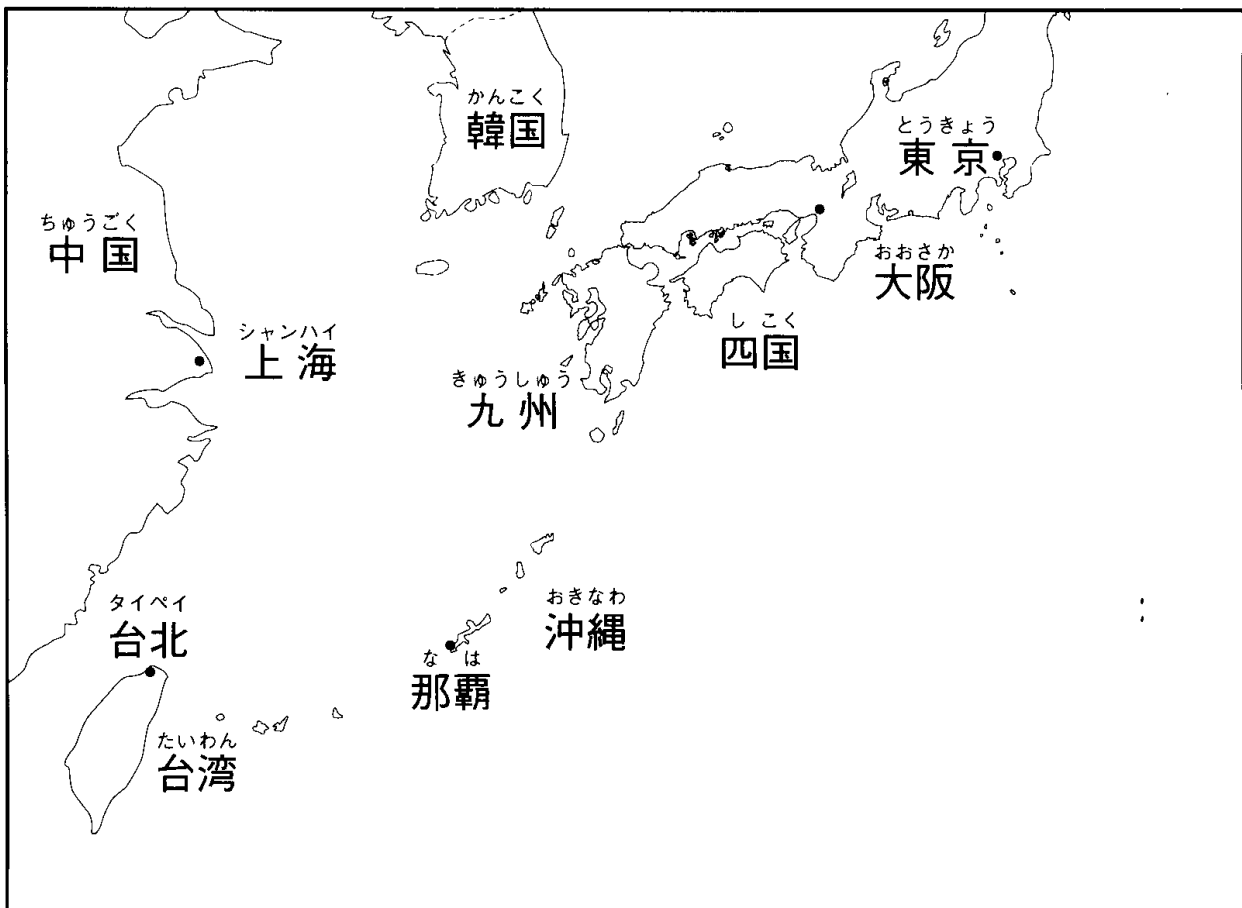 かんこく
韓国
とうきょう
東京
ちゅうごく
中国
おおさか
大阪
シャンハイ
上海
しこく
四国
きゅうしゅう
九州
タイペイ
台北
おきなわ
沖縄
なは
那覇
たいわん
台湾